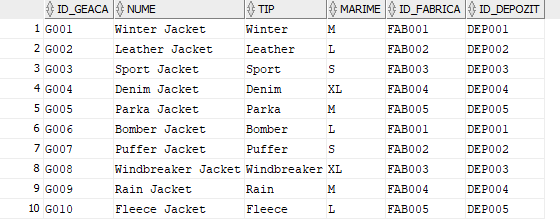 ID_GEACA NUME TIP MARIME ID_FABRICA ID_DEPOZIT
1 G001 Winter Jacket Winter M FAB001 DEP001
2 G002 Leather Jacket Leather L FAB002 DEP002
3 G003 Sport Jacket Sport S FAB003 DEP003
4 G004 Denim Jacket Denim XL FAB004 DEP004
5 G005 Parka Jacket Parka M FAB005 DEP005
6 G006 Bomber Jacket Bomber L FAB001 DEP001
7 G007 Puffer Jacket Puffer S FAB002 DEP002
8 G008 Windbreaker Jacket Windbreaker XL FAB003 DEP003
9 G009 Rain Jacket Rain M FAB004 DEP004
10 G010 Fleece Jacket Fleece L FAB005 DEP005